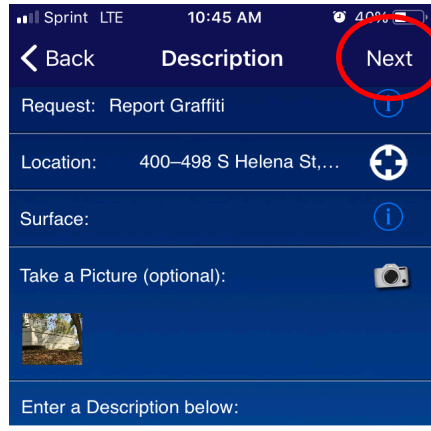 Sprint LTE 10:45 AM 40%
Back Description Next
Request: Report Graffiti i
Location: 400–498 S Helena St,...
Surface: i
Take a Picture (optional):
Enter a Description below: